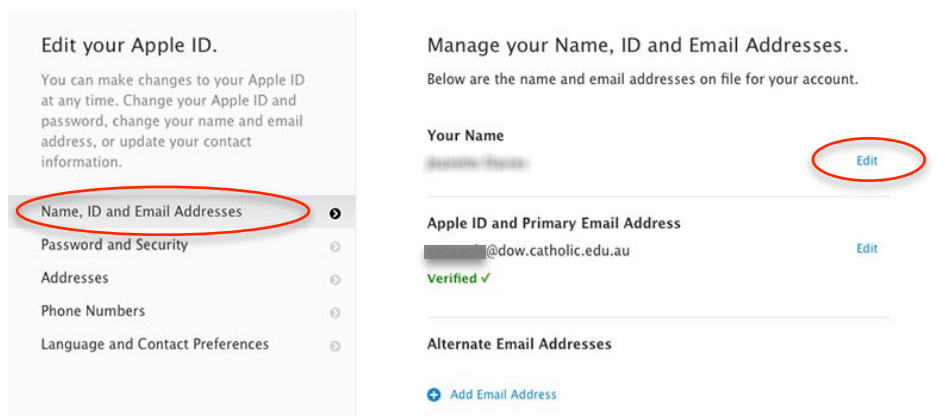 Edit your Apple ID.
You can make changes to your Apple ID
at any time. Change your Apple ID and
password, change your name and email
address, or update your contact
information.
Name, ID and Email Addresses
Password and Security
Addresses
Phone Numbers
Language and Contact Preferences
Manage your Name, ID and Email Addresses.
Below are the name and email addresses on file for your account.
Your Name
Edit
Apple ID and Primary Email Address
@dow.catholic.edu.au
Edit
Verified ✓
Alternate Email Addresses
Add Email Address